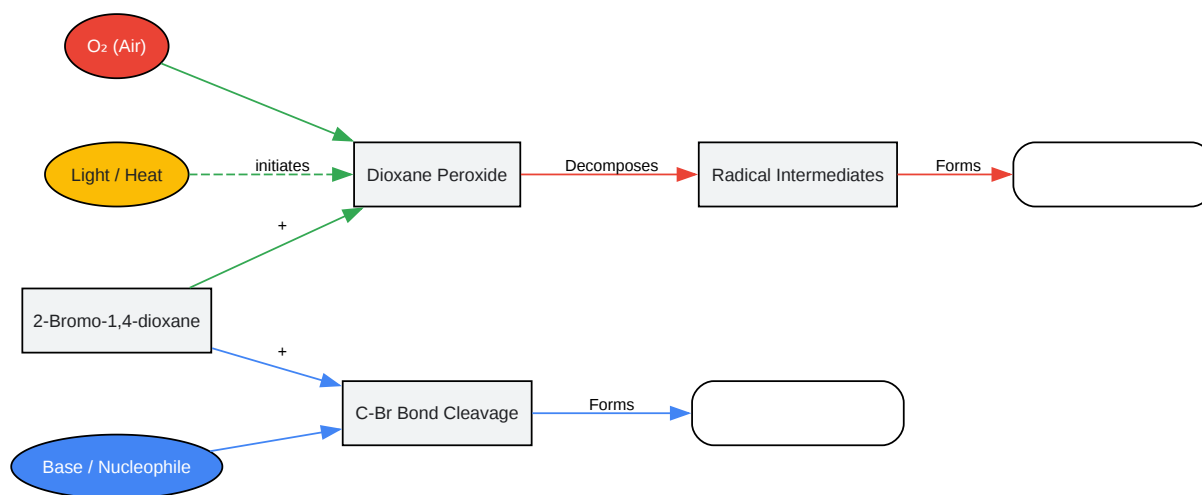 O₂ (Air)
Light / Heat
initiates
Dioxane Peroxide
Decomposes
Radical Intermediates
Forms
+
2-Bromo-1,4-dioxane
+
C-Br Bond Cleavage
Forms
Base / Nucleophile